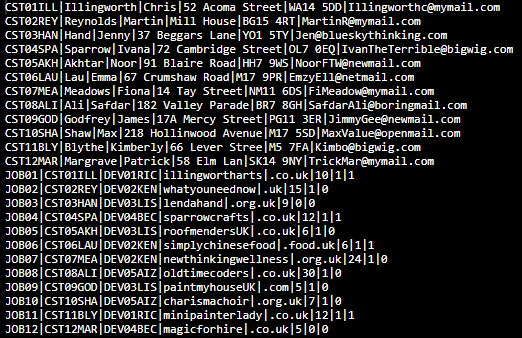 CST01ILL|Illingworth|Chris|52 Acoma Street|WA14 5DD|Illingworthc@mymail.com
CST02REY|Reynolds|Martin|Mill House|BG15 4RT|MartinR@mymail.com
CST03HAN|Hand|Jenny|37 Beggars Lane|YO1 5TY|Jen@blueskythinking.com
CST04SPA|Sparrow|Ivana|72 Cambridge Street|OL7 0EQ|IvanTheTerrible@bigwig.com
CST05AKH|Akhtar|Noor|91 Blaire Road|HH7 9WS|NoorFTW@newmail.com
CST06LAU|Lau|Emma|67 Crumshaw Road|M17 9PR|EmzyEll@netmail.com
CST07MEA|Meadows|Fiona|14 Tay Street|NM11 6DS|FiMeadow@mymail.com
CST08ALI|Ali|Safdar|182 Valley Parade|BR7 8GH|SafdarAli@boringmail.com
CST09GOD|Godfrey|James|17A Mercy Street|PG11 3ER|JimmyGee@newmail.com
CST10SHA|Shaw|Max|218 Hollinwood Avenue|M17 5SD|MaxValue@openmail.com
CST11BLY|Blythe|Kimberly|66 Lever Stree|M5 7FA|Kimbo@bigwig.com
CST12MAR|Margrave|Patrick|58 Elm Lan|SK14 9NY|TrickMar@mymail.com
JOB01|CST01ILL|DEV01RIC|illingwortharts|.co.uk|10|1|1
JOB02|CST02REY|DEV02KEN|whatyouneednow|.uk|15|1|0
JOB03|CST03HAN|DEV03LIS|lendahand|.org.uk|9|0|0
JOB04|CST04SPA|DEV04BEC|sparrowcrafts|.co.uk|12|1|1
JOB05|CST05AKH|DEV03LIS|roofmendersUK|.co.uk|6|1|0
JOB06|CST06LAU|DEV02KEN|simplychinesefood|.food.uk|6|1|1
JOB07|CST07MEA|DEV02KEN|newthinkingwellness|.org.uk|24|1|0
JOB08|CST08ALI|DEV05AIZ|oldtimecoders|.co.uk|30|1|0
JOB09|CST09GOD|DEV03LIS|paintmyhouseUK|.com|5|1|0
JOB10|CST10SHA|DEV05AIZ|charismachoir|.org.uk|7|1|0
JOB11|CST11BLY|DEV01RIC|minipainterlady|.co.uk|12|1|1
JOB12|CST12MAR|DEV04BEC|magicforhire|.co.uk|5|0|0